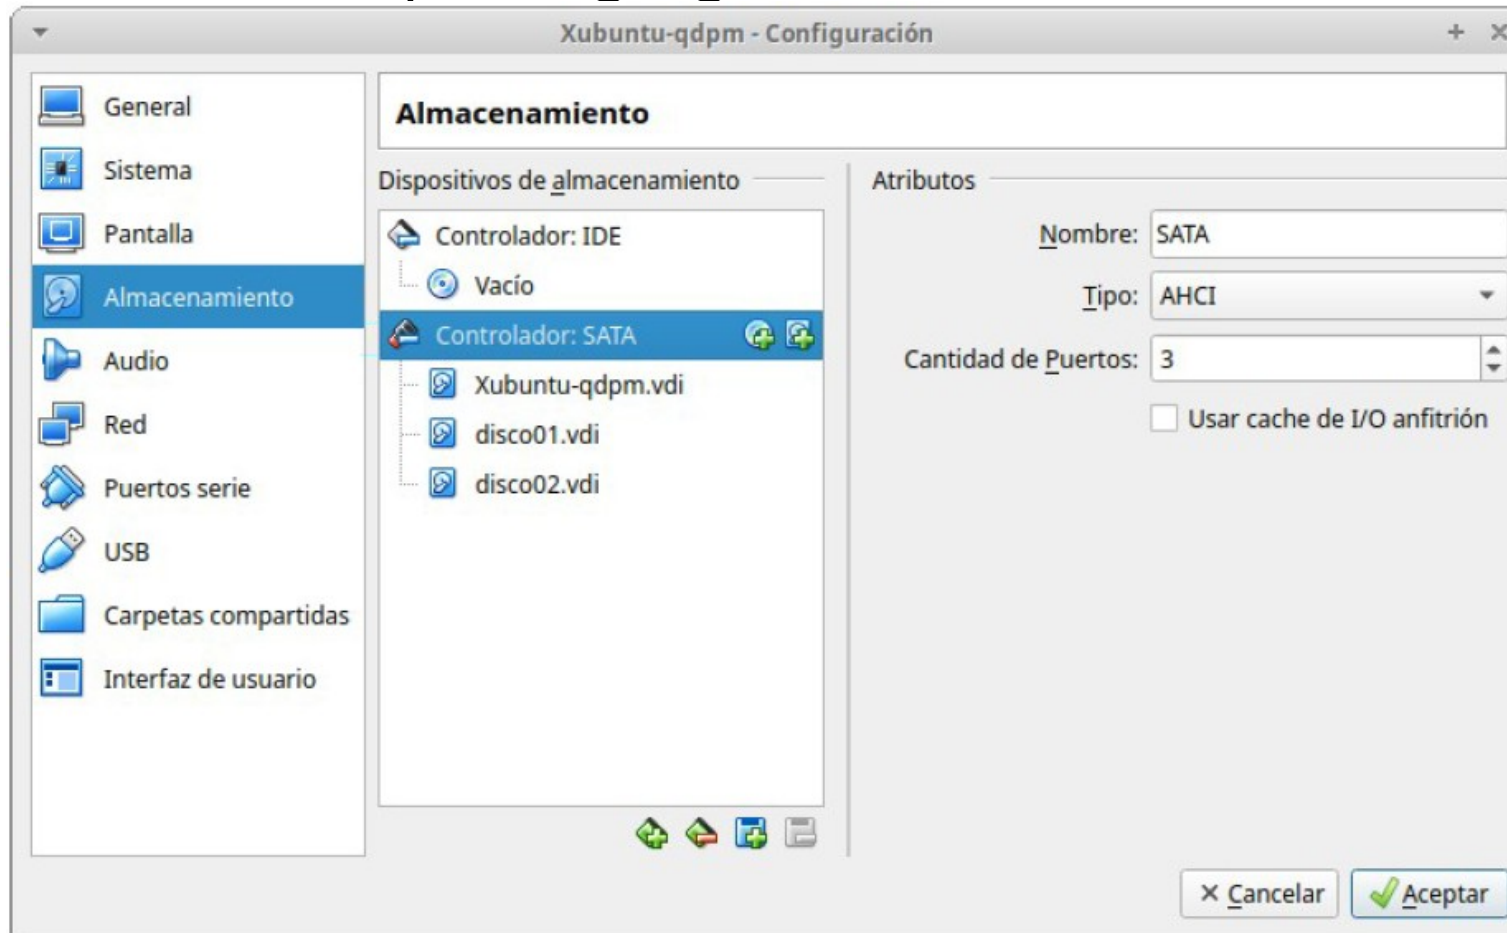 Xubuntu-qdpm - Configuración
General
Sistema
Pantalla
Almacenamiento
Audio
Red
Puertos serie
USB
Carpetas compartidas
Interfaz de usuario
Almacenamiento
Dispositivos de almacenamiento
Controlador: IDE
Vacío
Controlador: SATA
Xubuntu-qdpm.vdi
disco01.vdi
disco02.vdi
Atributos
Nombre: SATA
Tipo: AHCI
Cantidad de Puertos: 3
Usar cache de I/O anfitrión
Cancelar Aceptar